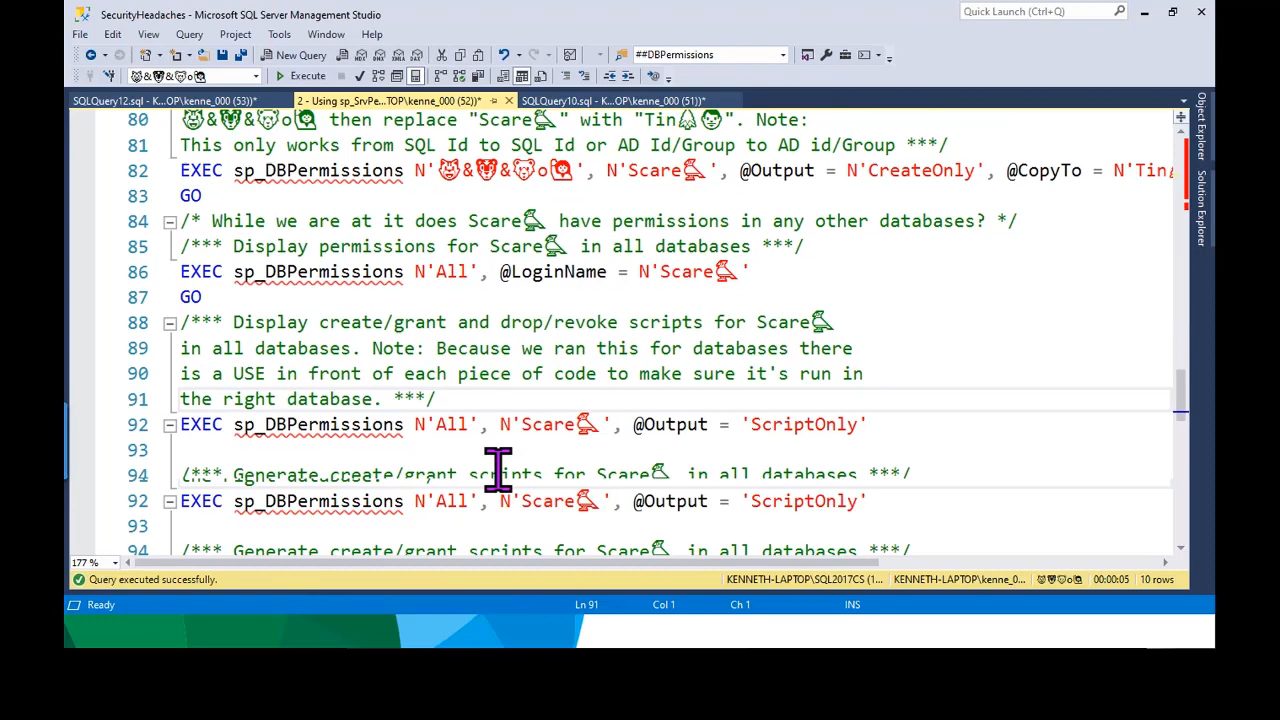 SecurityHeadaches - Microsoft SQL Server Management Studio
Quick Launch (Ctrl+Q)
File Edit View Query Project Tools Window Help
New Query
##DBPermissions
🐱&🐯&🐻o🙋
Execute
SQLQuery12.sql - K...OP\kenne_000 (53))*
2 - Using sp_SrvPe...TOP\kenne_000 (52))*
SQLQuery10.sql - K...OP\kenne_000 (51))*
Object Explorer
Solution Explorer
80 🐱&🐯&🐻o🙋 then replace "Scare🐦" with "Tin🌲👨". Note:
81 This only works from SQL Id to SQL Id or AD Id/Group to AD id/Group ***/
82 EXEC sp_DBPermissions N'🐱&🐯&🐻o🙋', N'Scare🐦', @Output = N'CreateOnly', @CopyTo = N'Tin
83 GO
84 /* While we are at it does Scare🐦 have permissions in any other databases? */
85 /*** Display permissions for Scare🐦 in all databases ***/
86 EXEC sp_DBPermissions N'All', @LoginName = N'Scare🐦'
87 GO
88 /*** Display create/grant and drop/revoke scripts for Scare🐦
89 in all databases. Note: Because we ran this for databases there
90 is a USE in front of each piece of code to make sure it's run in
91 the right database. ***/
92 EXEC sp_DBPermissions N'All', N'Scare🐦', @Output = 'ScriptOnly'
93
94 /*** Generate create/grant scripts for Scare🐦 in all databases ***/
92 EXEC sp_DBPermissions N'All', N'Scare🐦', @Output = 'ScriptOnly'
93
94 /*** Generate create/grant scripts for Scare🐦 in all databases ***/
177 %
Query executed successfully.
KENNETH-LAPTOP\SQL2017CS (1... KENNETH-LAPTOP\kenne_0... 🐱&🐯&🐻o🙋 00:00:05 10 rows
Ready Ln 91 Col 1 Ch 1 INS